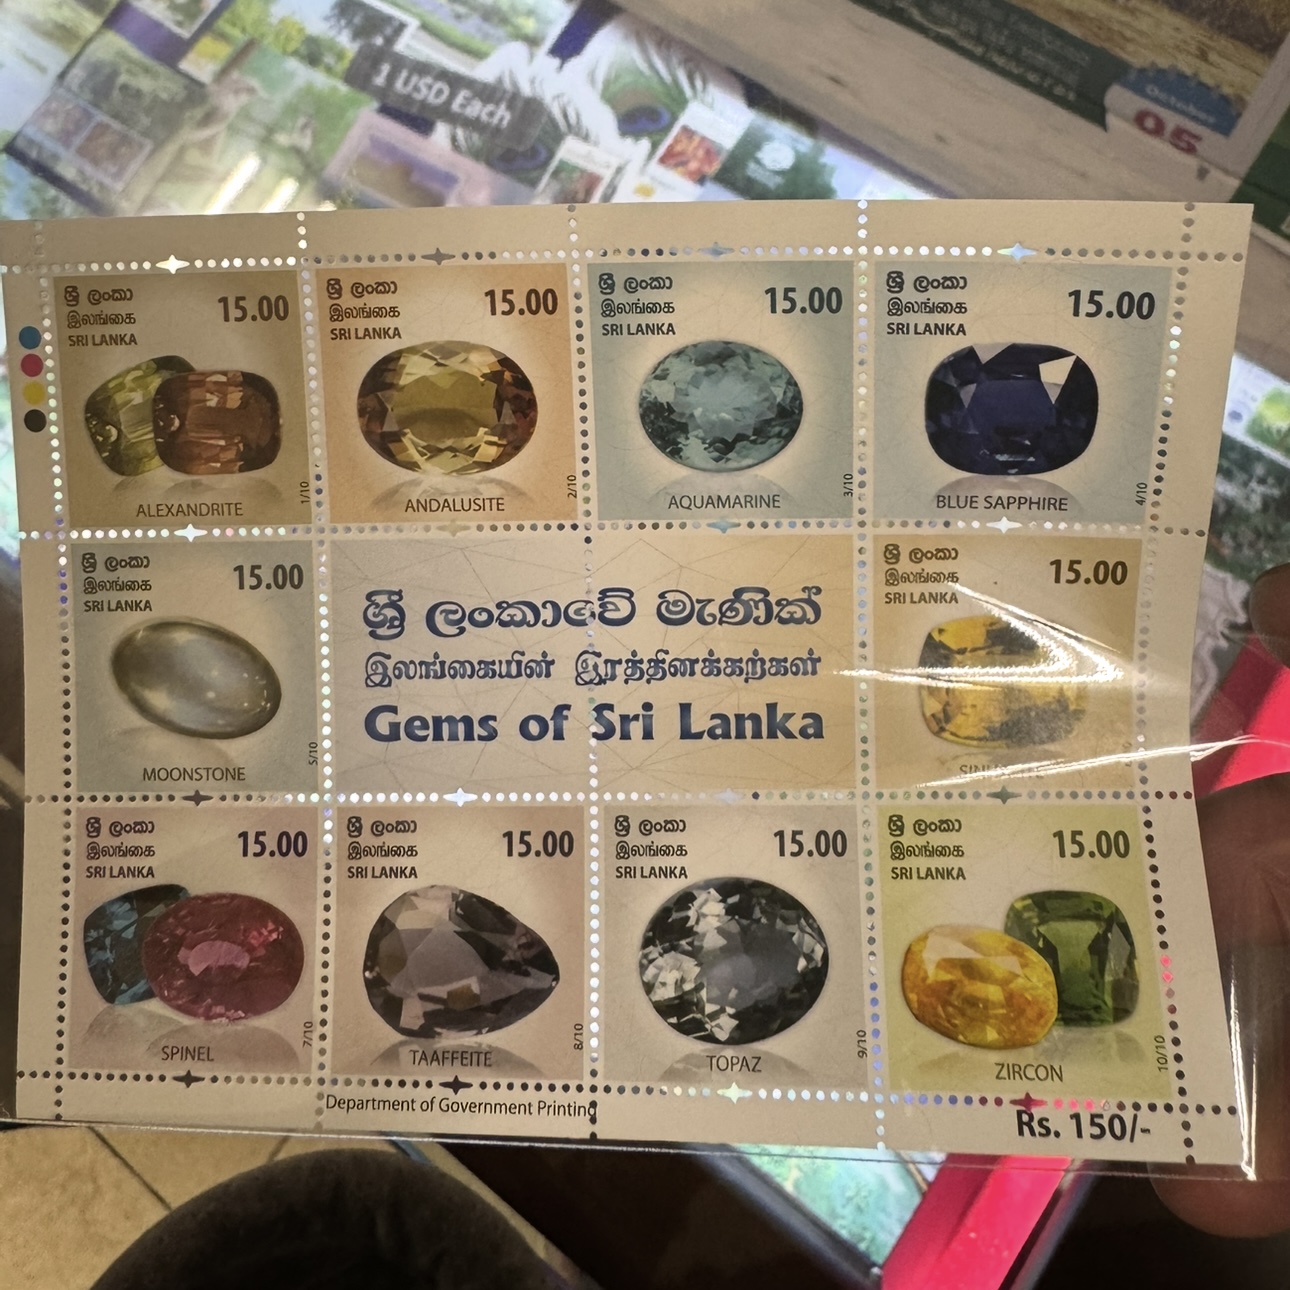 1 USD Each
October
05
ශ්‍රී ලංකා
இலங்கை
SRI LANKA
15.00
ALEXANDRITE
1/10
ශ්‍රී ලංකා
இலங்கை
SRI LANKA
15.00
ANDALUSITE
2/10
ශ්‍රී ලංකා
இலங்கை
SRI LANKA
15.00
AQUAMARINE
3/10
ශ්‍රී ලංකා
இலங்கை
SRI LANKA
15.00
BLUE SAPPHIRE
4/10
ශ්‍රී ලංකා
இலங்கை
SRI LANKA
15.00
MOONSTONE
5/10
ශ්‍රී ලංකාවේ මැණික්
இலங்கையின் இரத்தினக்கற்கள்
Gems of Sri Lanka
ශ්‍රී ලංකා
இலங்கை
SRI LANKA
15.00
ශ්‍රී ලංකා
இலங்கை
SRI LANKA
15.00
SPINEL
7/10
ශ්‍රී ලංකා
இலங்கை
SRI LANKA
15.00
TAAFFEITE
8/10
ශ්‍රී ලංකා
இலங்கை
SRI LANKA
15.00
TOPAZ
9/10
ශ්‍රී ලංකා
இலங்கை
SRI LANKA
15.00
ZIRCON
10/10
Department of Government Printing
Rs. 150/-